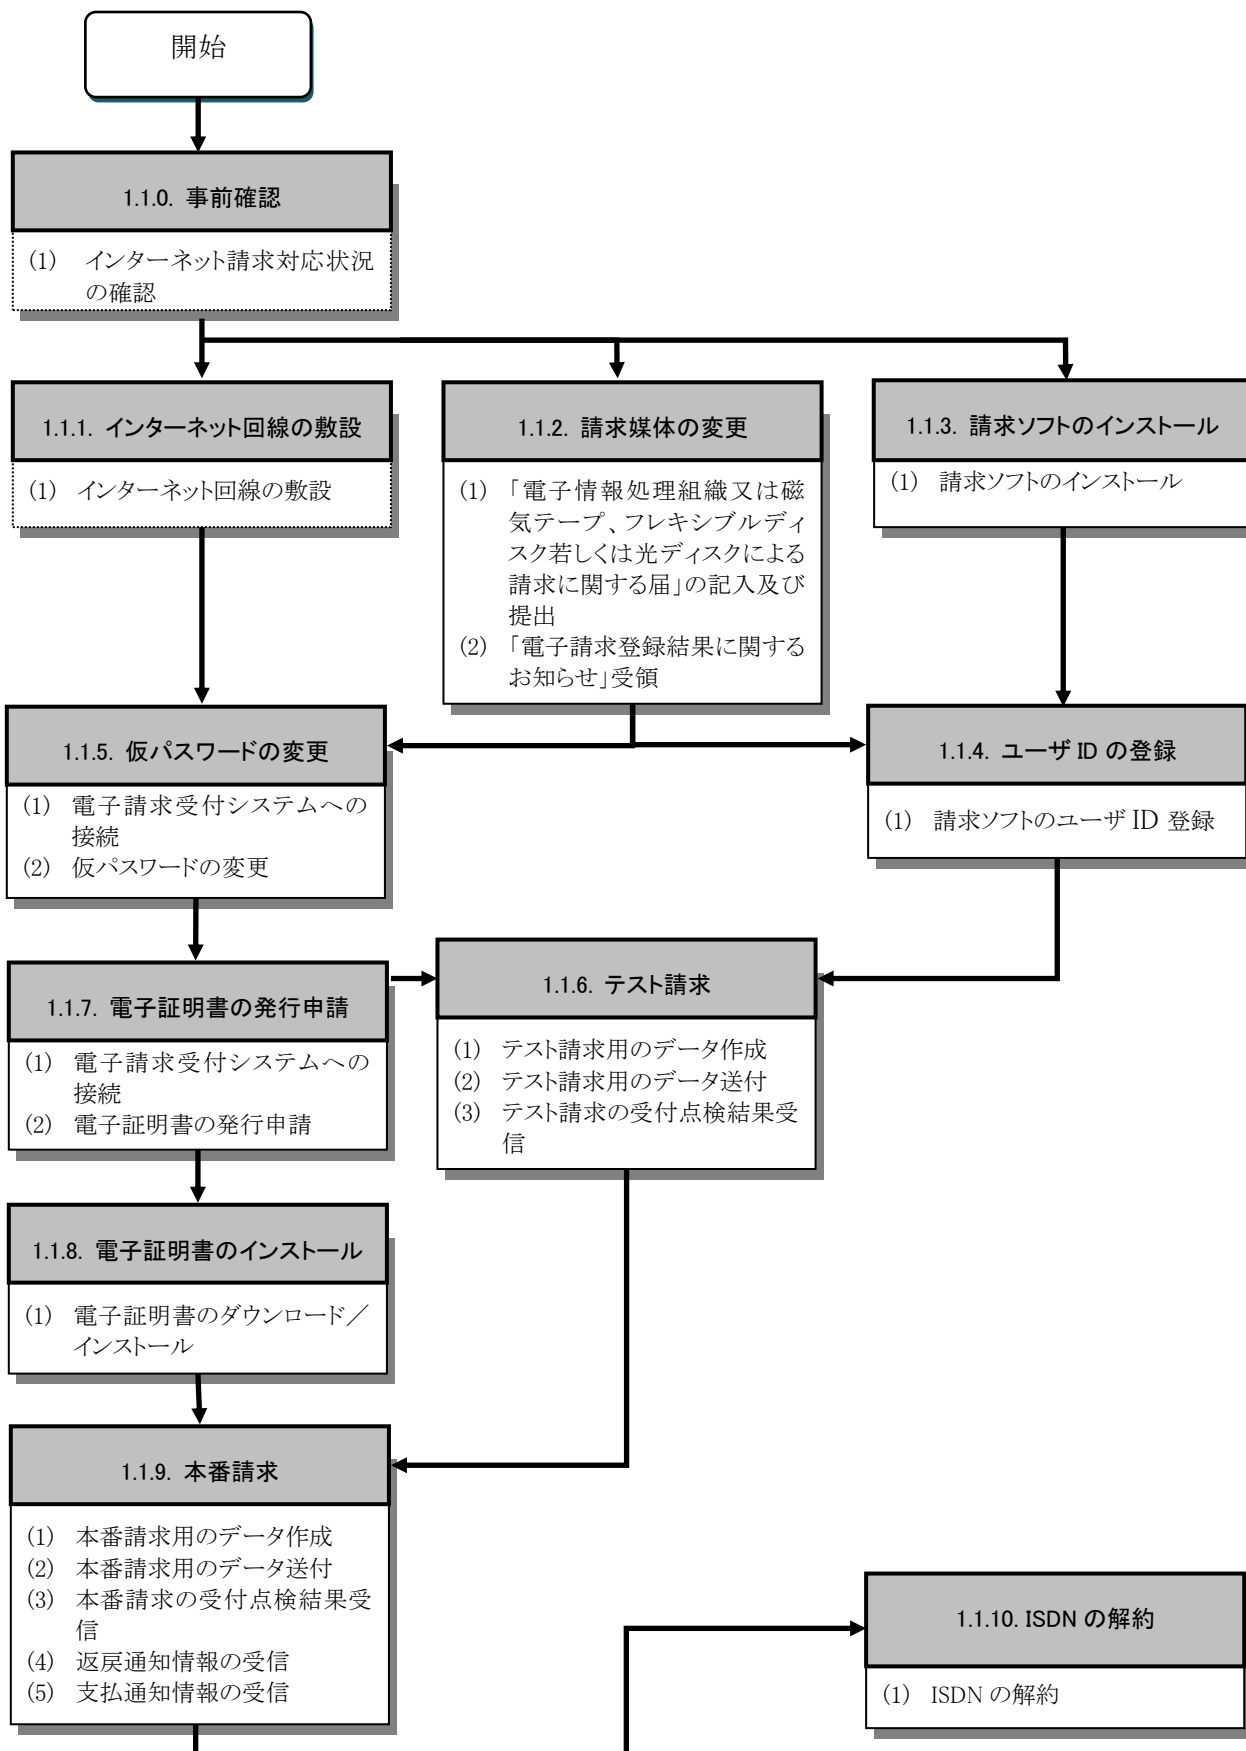 開始
1.1.0. 事前確認
(1) インターネット請求対応状況
の確認
1.1.1. インターネット回線の敷設
(1) インターネット回線の敷設
1.1.2. 請求媒体の変更
(1) 「電子情報処理組織又は磁
気テープ、フレキシブルディ
スク若しくは光ディスクによる
請求に関する届」の記入及び
提出
(2) 「電子請求登録結果に関する
お知らせ」受領
1.1.3. 請求ソフトのインストール
(1) 請求ソフトのインストール
1.1.5. 仮パスワードの変更
(1) 電子請求受付システムへの
接続
(2) 仮パスワードの変更
1.1.4. ユーザ ID の登録
(1) 請求ソフトのユーザ ID 登録
1.1.7. 電子証明書の発行申請
(1) 電子請求受付システムへの
接続
(2) 電子証明書の発行申請
1.1.6. テスト請求
(1) テスト請求用のデータ作成
(2) テスト請求用のデータ送付
(3) テスト請求の受付点検結果受
信
1.1.8. 電子証明書のインストール
(1) 電子証明書のダウンロード／
インストール
1.1.9. 本番請求
(1) 本番請求用のデータ作成
(2) 本番請求用のデータ送付
(3) 本番請求の受付点検結果受
信
(4) 返戻通知情報の受信
(5) 支払通知情報の受信
1.1.10. ISDN の解約
(1) ISDN の解約